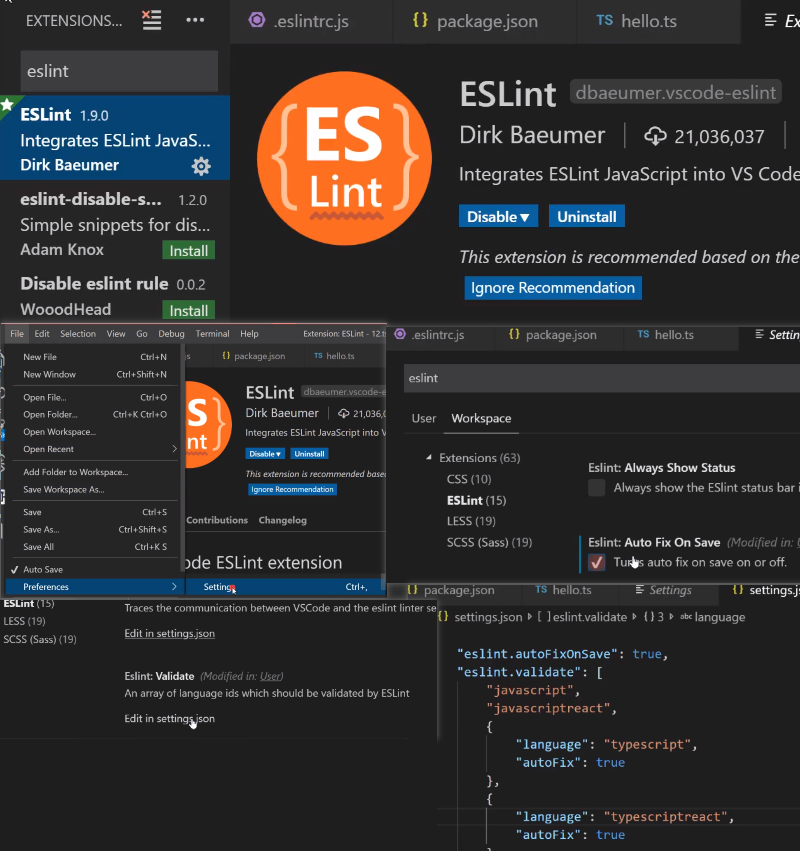 EXTENSIONS... ···
.eslintrc.js {} package.json TS hello.ts Ex
eslint
ESLint 1.9.0
Integrates ESLint JavaS...
Dirk Baeumer
eslint-disable-s... 1.2.0
Simple snippets for dis...
Adam Knox Install
Disable eslint rule 0.0.2
WooodHead Install
{ES
Lint}
ESLint dbaeumer.vscode-eslint
Dirk Baeumer | 21,036,037 |
Integrates ESLint JavaScript into VS Code
Disable▾ Uninstall
This extension is recommended based on the
Ignore Recommendation
File Edit Selection View Go Debug Terminal Help Extension: ESLint - 12.ts
New File Ctrl+N
New Window Ctrl+Shift+N
Open File... Ctrl+O
Open Folder... Ctrl+K Ctrl+O
Open Workspace...
Open Recent >
Add Folder to Workspace...
Save Workspace As...
Save Ctrl+S
Save As... Ctrl+Shift+S
Save All Ctrl+K S
✓ Auto Save
Preferences >
Settings Ctrl+,
js {} package.json TS hello.ts
S
nt
ESLint dbaeumer.vscode-e
Dirk Baeumer | 21,036,0
Integrates ESLint JavaScript into V
Disable▾ Uninstall
This extension is recommended base
Ignore Recommendation
Contributions Changelog
ode ESLint extension
.eslintrc.js {} package.json TS hello.ts Settin
eslint
User Workspace
Extensions (63)
CSS (10)
ESLint (15)
LESS (19)
SCSS (Sass) (19)
Eslint: Always Show Status
Always show the ESlint status bar i
Eslint: Auto Fix On Save (Modified in: U
Turns auto fix on save on or off.
ESLint (15)
LESS (19)
SCSS (Sass) (19)
Traces the communication between VSCode and the eslint linter se
Edit in settings.json
Eslint: Validate (Modified in: User)
An array of language ids which should be validated by ESLint
Edit in settings.json
{} package.json TS hello.ts Settings {} settings.js
{} settings.json ▸ [ ] eslint.validate ▸ {} 3 ▸ abc language
"eslint.autoFixOnSave": true,
"eslint.validate": [
"javascript",
"javascriptreact",
{
"language": "typescript",
"autoFix": true
},
{
"language": "typescriptreact",
"autoFix": true